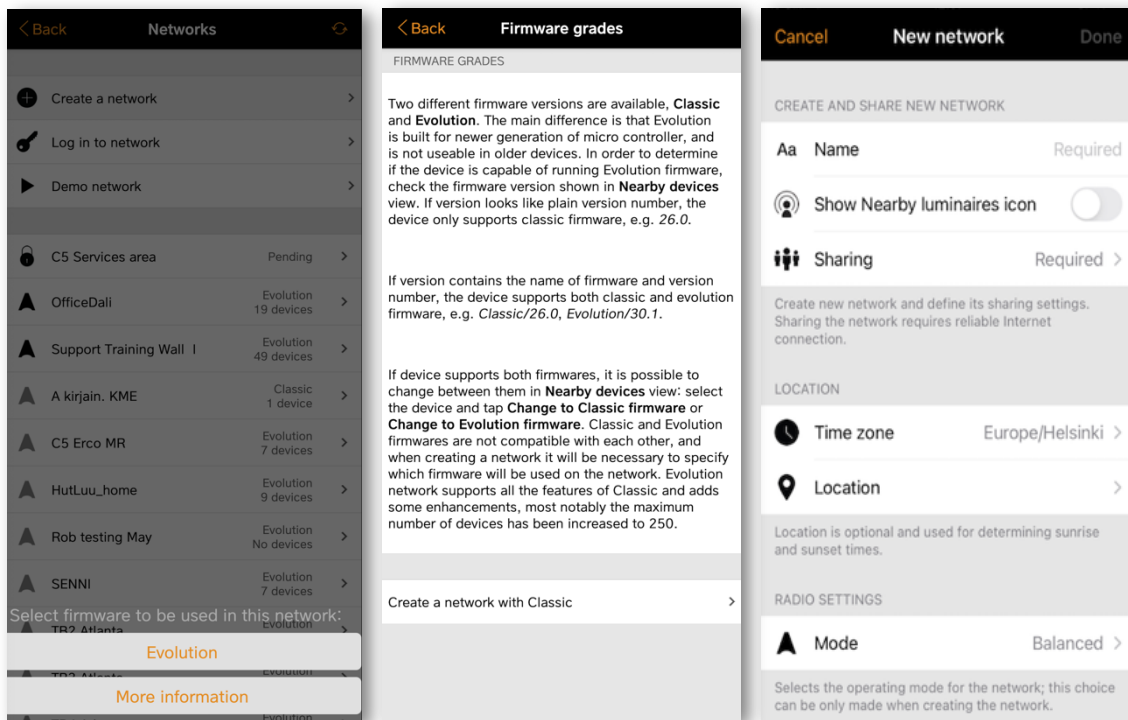 Back
Networks
Create a network
Log in to network
Demo network
C5 Services area
Pending
OfficeDali
Evolution
19 devices
Support Training Wall I
Evolution
49 devices
A kirjain. KME
Classic
1 device
C5 Erco MR
Evolution
7 devices
HutLuu_home
Evolution
9 devices
Rob testing May
Evolution
No devices
SENNI
Evolution
7 devices
Select firmware to be used in this network:
TB2 Atlanta
Evolution
Evolution
TB2 Atlanta
Evolution
More information
Evolution
Back
Firmware grades
FIRMWARE GRADES
Two different firmware versions are available, Classic
and Evolution. The main difference is that Evolution
is built for newer generation of micro controller, and
is not useable in older devices. In order to determine
if the device is capable of running Evolution firmware,
check the firmware version shown in Nearby devices
view. If version looks like plain version number, the
device only supports classic firmware, e.g. 26.0.
If version contains the name of firmware and version
number, the device supports both classic and evolution
firmware, e.g. Classic/26.0, Evolution/30.1.
If device supports both firmwares, it is possible to
change between them in Nearby devices view: select
the device and tap Change to Classic firmware or
Change to Evolution firmware. Classic and Evolution
firmwares are not compatible with each other, and
when creating a network it will be necessary to specify
which firmware will be used on the network. Evolution
network supports all the features of Classic and adds
some enhancements, most notably the maximum
number of devices has been increased to 250.
Create a network with Classic
Cancel
New network
Done
CREATE AND SHARE NEW NETWORK
Aa Name
Required
Show Nearby luminaires icon
Sharing
Required
Create new network and define its sharing settings.
Sharing the network requires reliable Internet
connection.
LOCATION
Time zone
Europe/Helsinki
Location
Location is optional and used for determining sunrise
and sunset times.
RADIO SETTINGS
Mode
Balanced
Selects the operating mode for the network; this choice
can be only made when creating the network.